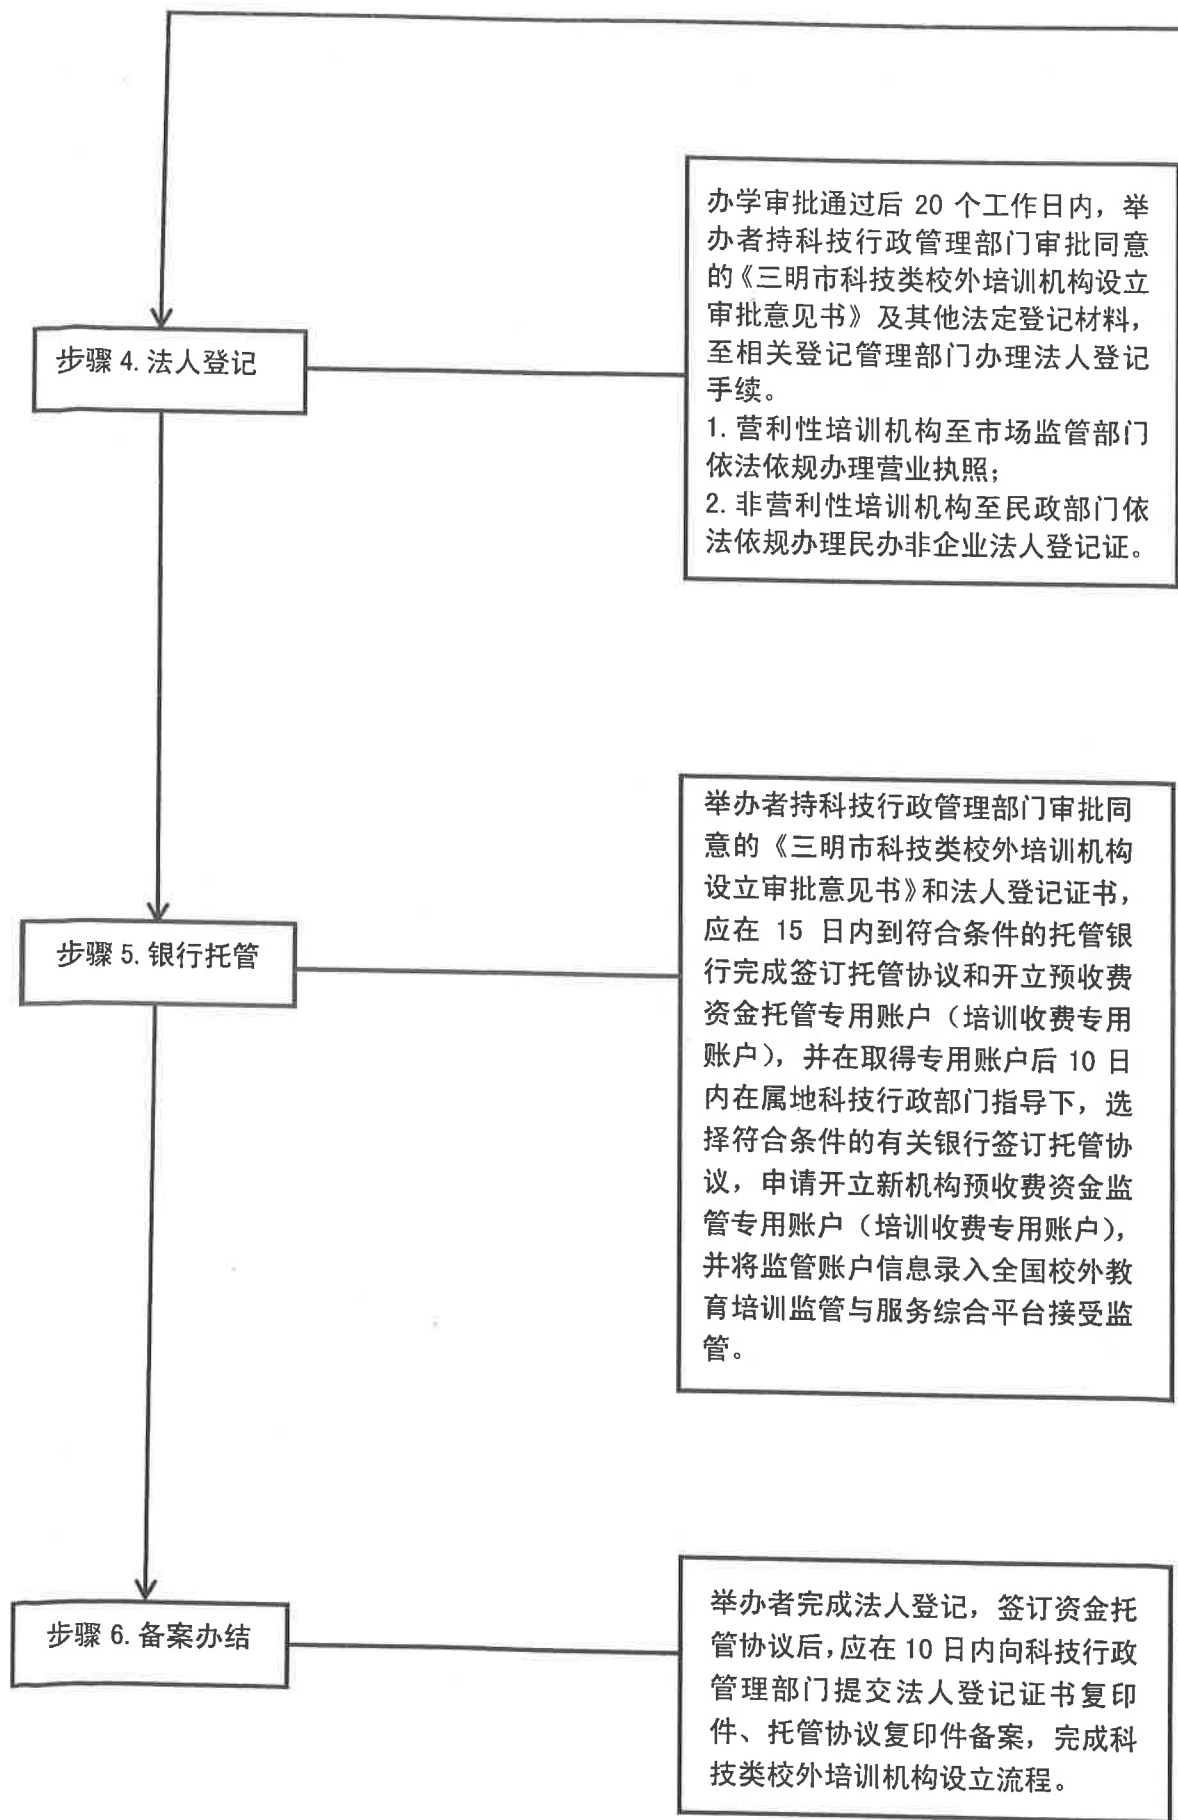 办学审批通过后 20 个工作日内，举
办者持科技行政管理部门审批同意
的《三明市科技类校外培训机构设立
审批意见书》及其他法定登记材料，
至相关登记管理部门办理法人登记
手续。
1.营利性培训机构至市场监管部门
依法依规办理营业执照；
2.非营利性培训机构至民政部门依
法依规办理民办非企业法人登记证。
步骤 4.法人登记
举办者持科技行政管理部门审批同
意的《三明市科技类校外培训机构
设立审批意见书》和法人登记证书，
应在 15 日内到符合条件的托管银
行完成签订托管协议和开立预收费
资金托管专用账户（培训收费专用
账户），并在取得专用账户后 10 日
内在属地科技行政部门指导下，选
择符合条件的有关银行签订托管协
议，申请开立新机构预收费资金监
管专用账户（培训收费专用账户），
并将监管账户信息录入全国校外教
育培训监管与服务综合平台接受监
管。
步骤 5.银行托管
举办者完成法人登记，签订资金托
管协议后，应在 10 日内向科技行政
管理部门提交法人登记证书复印
件、托管协议复印件备案，完成科
技类校外培训机构设立流程。
步骤 6.备案办结